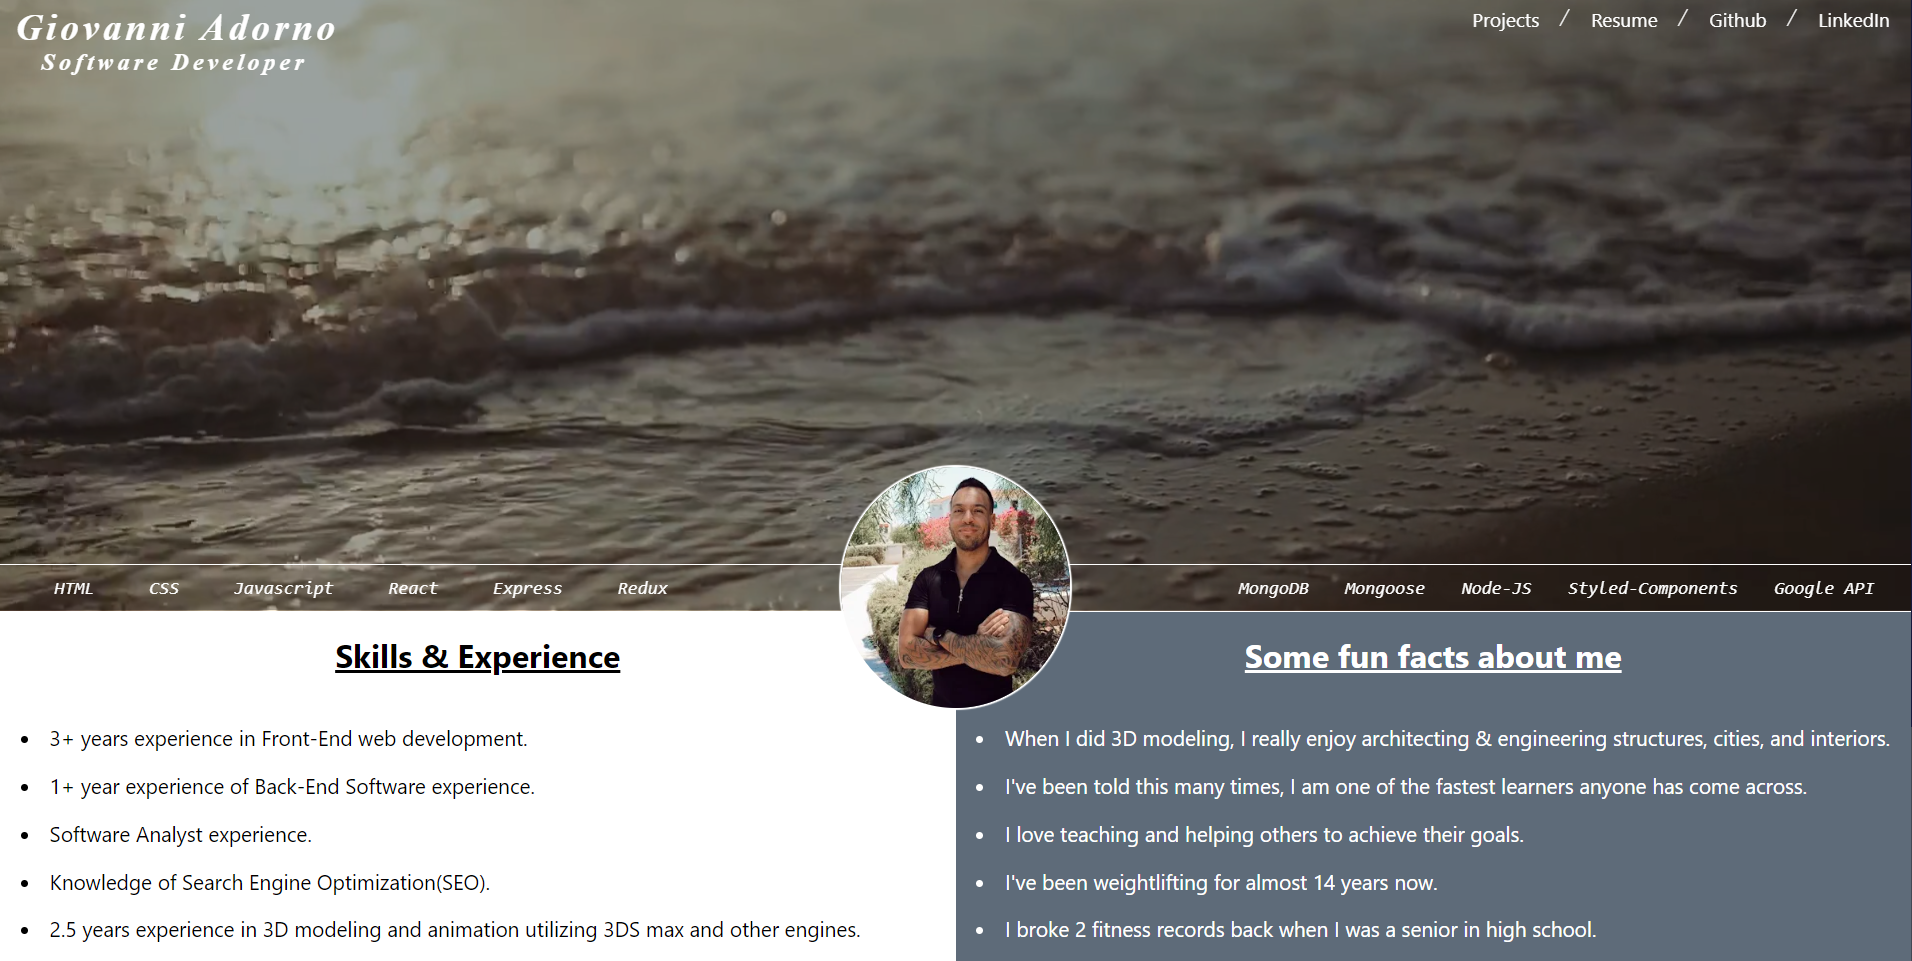 Giovanni Adorno
Software Developer
Projects / Resume / Github / LinkedIn
HTML CSS Javascript React Express Redux
MongoDB Mongoose Node-JS Styled-Components Google API
Skills & Experience
3+ years experience in Front-End web development.
1+ year experience of Back-End Software experience.
Software Analyst experience.
Knowledge of Search Engine Optimization(SEO).
2.5 years experience in 3D modeling and animation utilizing 3DS max and other engines.
Some fun facts about me
When I did 3D modeling, I really enjoy architecting & engineering structures, cities, and interiors.
I've been told this many times, I am one of the fastest learners anyone has come across.
I love teaching and helping others to achieve their goals.
I've been weightlifting for almost 14 years now.
I broke 2 fitness records back when I was a senior in high school.